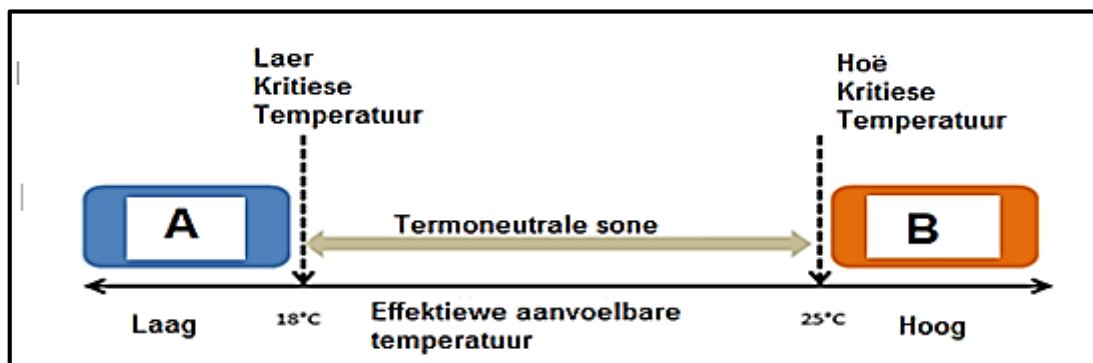 Laer
Kritiese
Temperatuur
Hoë
Kritiese
Temperatuur
A
Termoneutrale sone
B
Laag
18°C
Effektiewe aanvoelbare
temperatuur
25°C
Hoog